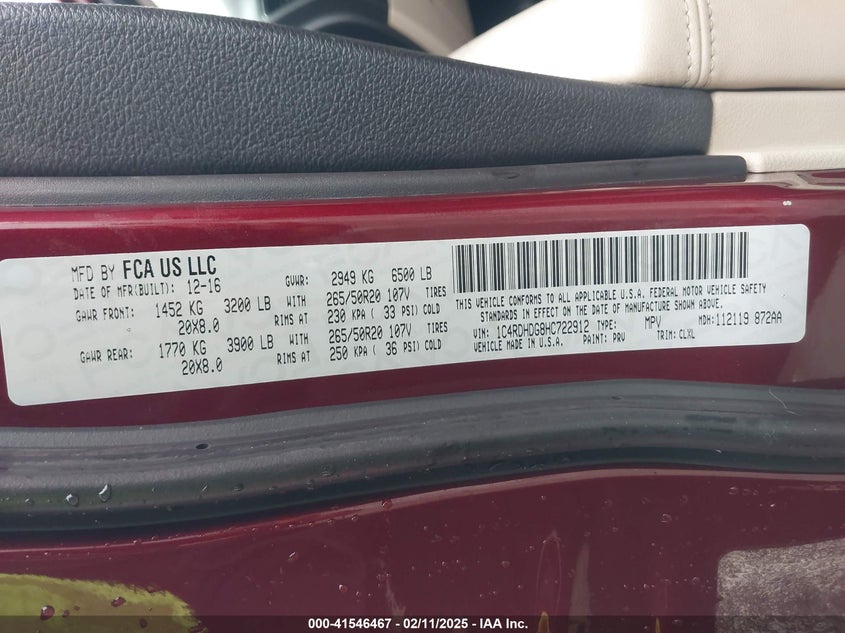 MFD BY FCA US LLC
DATE OF MFR(BUILT): 12-16 GVWR: 2949 KG 6500 LB
GAWR FRONT: 1452 KG 3200 LB WITH 265/50R20 107V TIRES
20X8.0 RIMS AT 230 KPA ( 33 PSI) COLD
GAWR REAR: 1770 KG 3900 LB WITH 265/50R20 107V TIRES
20X8.0 RIMS AT 250 KPA ( 36 PSI) COLD
THIS VEHICLE CONFORMS TO ALL APPLICABLE U.S.A. FEDERAL MOTOR VEHICLE SAFETY
STANDARDS IN EFFECT ON THE DATE OF MANUFACTURE SHOWN ABOVE.
VIN: 1C4RDHDG8HC722912 TYPE: MPV MDH:112119 872AA
VEHICLE MADE IN U.S.A. PAINT: PRV TRIM: CLXL
000-41546467 - 02/11/2025 - IAA Inc.